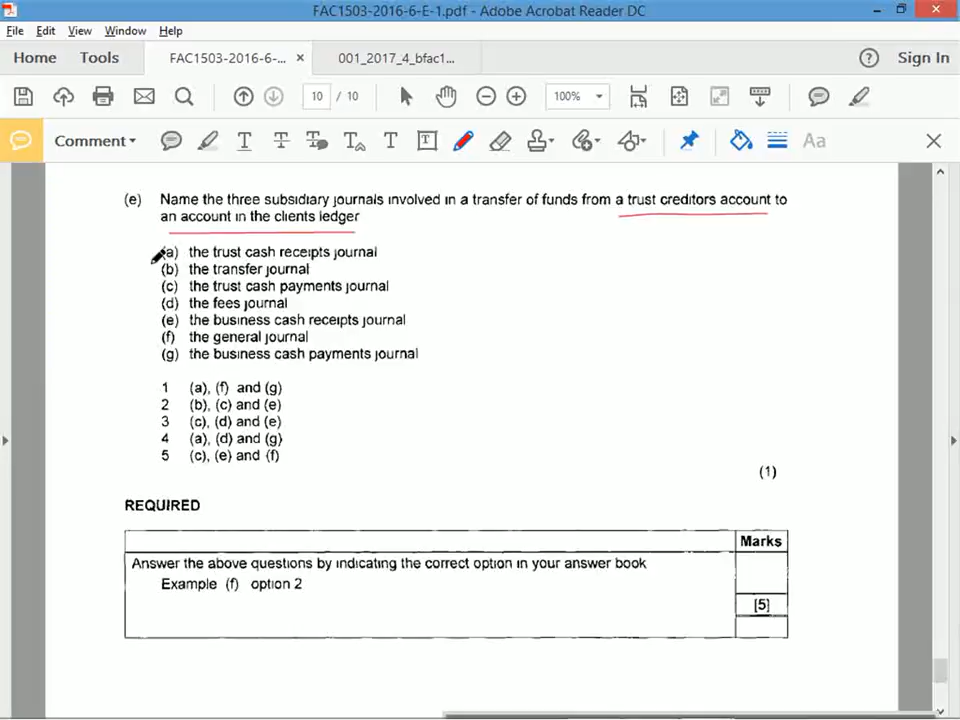 FAC1503-2016-6-E-1.pdf - Adobe Acrobat Reader DC
File Edit View Window Help
Home Tools FAC1503-2016-6-... × 001_2017_4_bfac1... ? Sign In
10 / 10 100%
Comment T T T T T Aa
(e) Name the three subsidiary journals involved in a transfer of funds from a trust creditors account to
an account in the clients ledger
(a) the trust cash receipts journal
(b) the transfer journal
(c) the trust cash payments journal
(d) the fees journal
(e) the business cash receipts journal
(f) the general journal
(g) the business cash payments journal
1 (a), (f) and (g)
2 (b), (c) and (e)
3 (c), (d) and (e)
4 (a), (d) and (g)
5 (c), (e) and (f)
(1)
REQUIRED
Marks
Answer the above questions by indicating the correct option in your answer book
Example (f) option 2
[5]